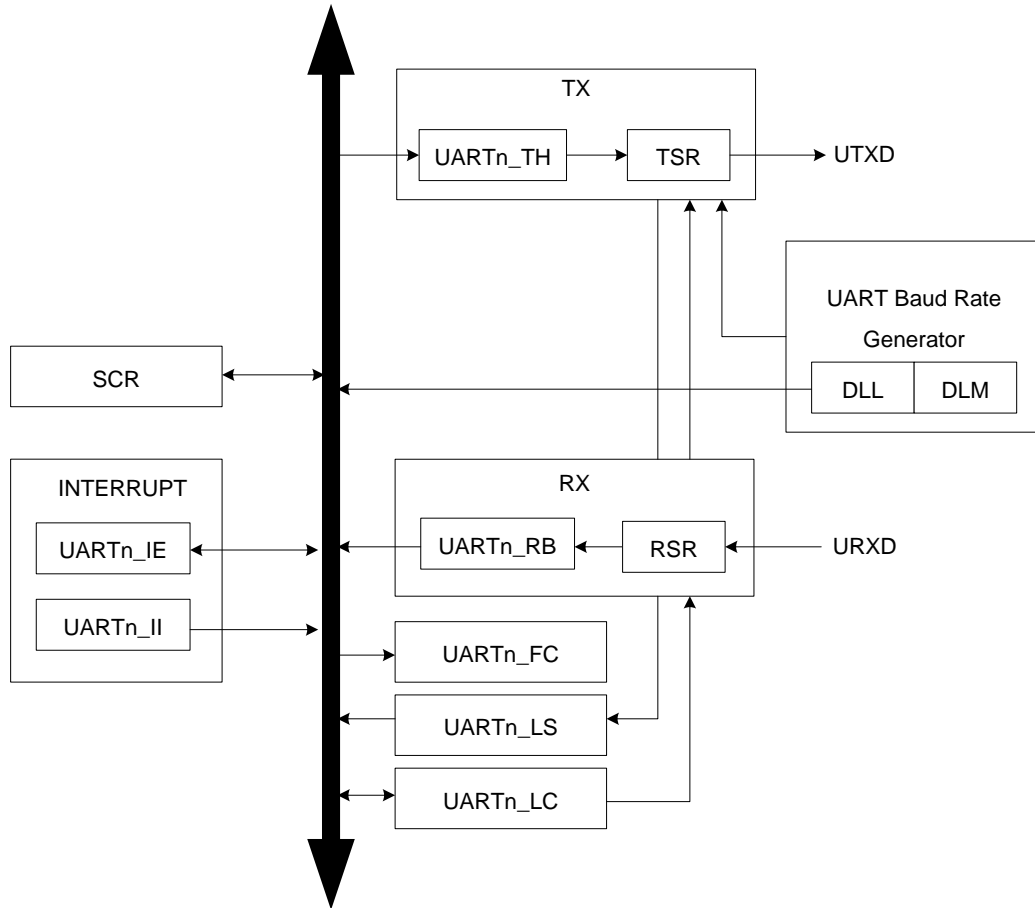 TX
UARTn_TH
TSR
UTXD
UART Baud Rate
Generator
DLL
DLM
SCR
INTERRUPT
UARTn_IE
UARTn_II
RX
UARTn_RB
RSR
URXD
UARTn_FC
UARTn_LS
UARTn_LC